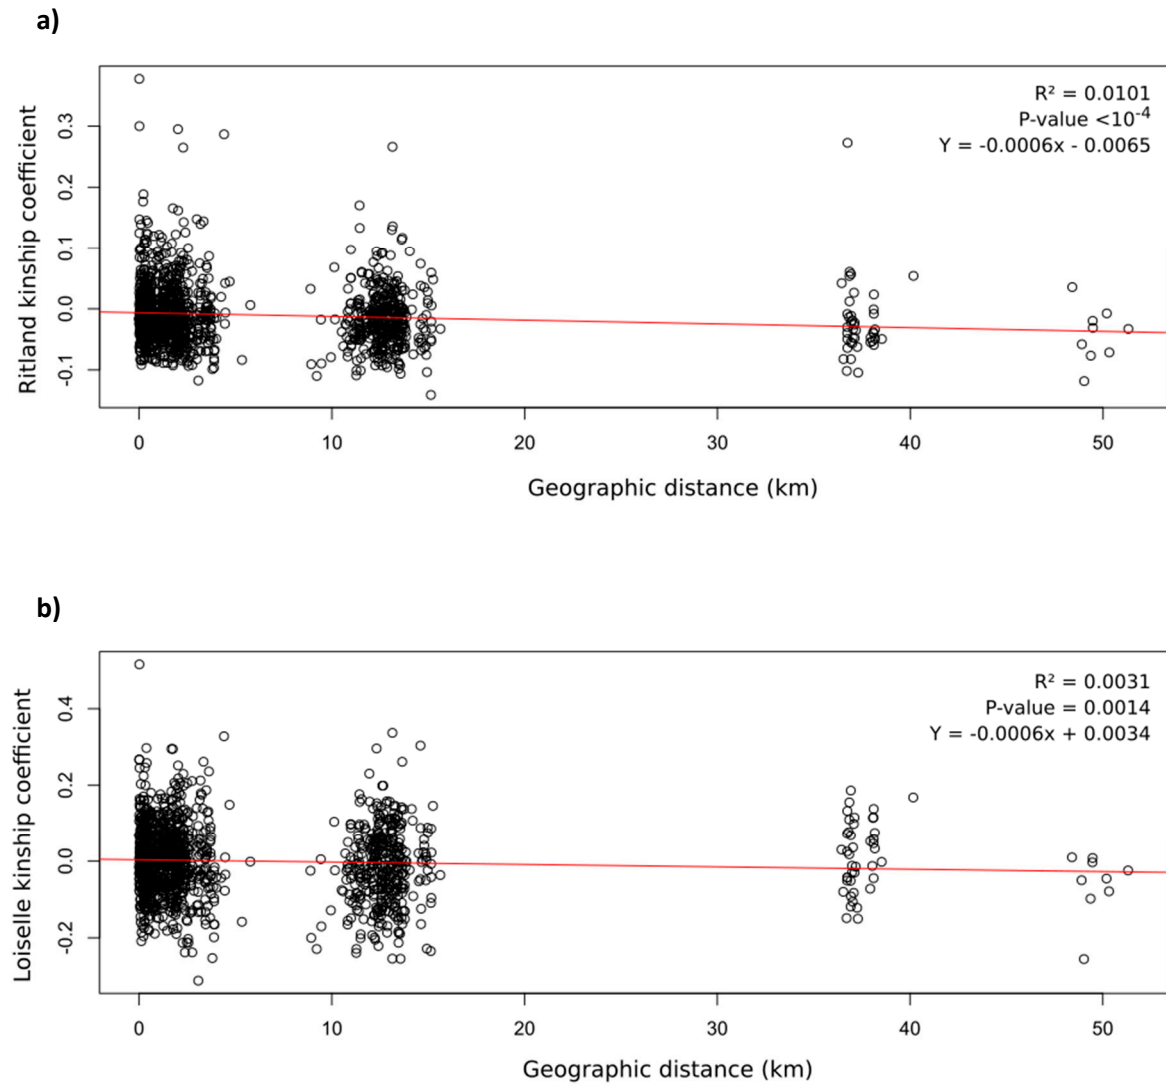 a)
R² = 0.0101
P-value <10⁻⁴
Y = -0.0006x - 0.0065
Ritland kinship coefficient
0.3
0.2
0.1
0.0
-0.1
0 10 20 30 40 50
Geographic distance (km)
b)
R² = 0.0031
P-value = 0.0014
Y = -0.0006x + 0.0034
Loiselle kinship coefficient
0.4
0.2
0.0
-0.2
0 10 20 30 40 50
Geographic distance (km)